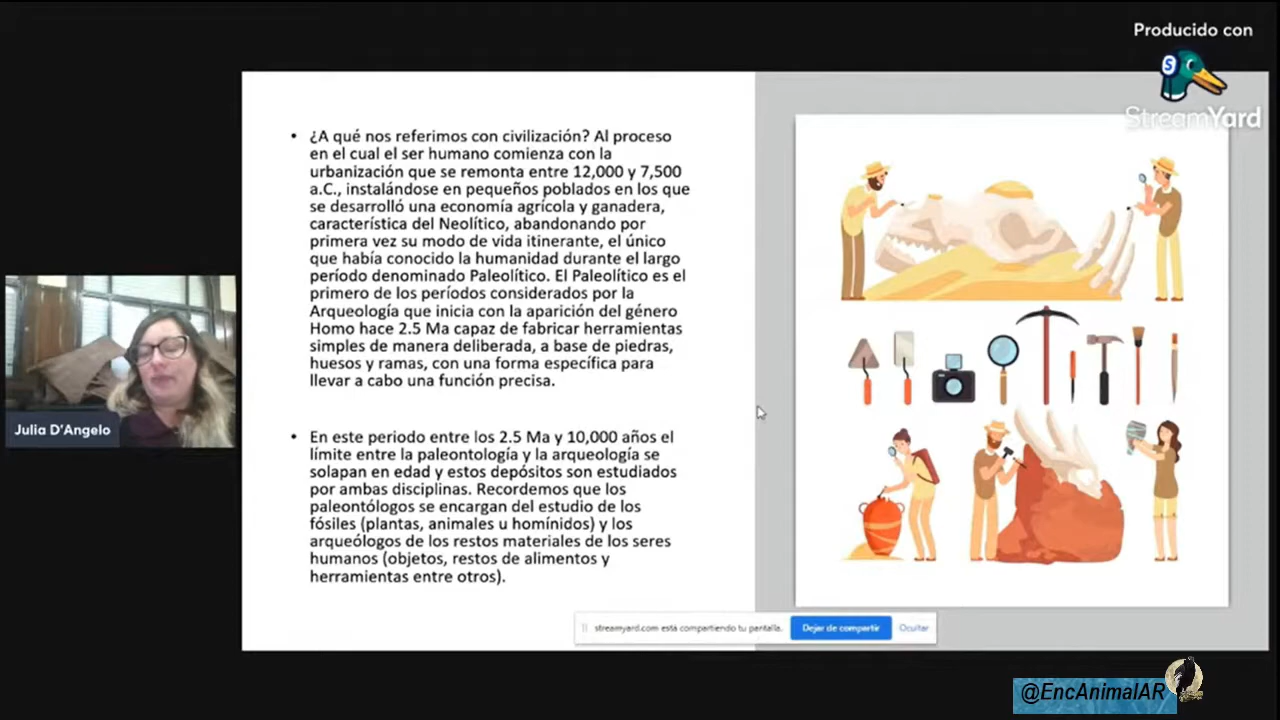 Producido con
StreamYard
• ¿A qué nos referimos con civilización? Al proceso
en el cual el ser humano comienza con la
urbanización que se remonta entre 12,000 y 7,500
a.C., instalándose en pequeños poblados en los que
se desarrolló una economía agrícola y ganadera,
característica del Neolítico, abandonando por
primera vez su modo de vida itinerante, el único
que había conocido la humanidad durante el largo
período denominado Paleolítico. El Paleolítico es el
primero de los períodos considerados por la
Arqueología que inicia con la aparición del género
Homo hace 2.5 Ma capaz de fabricar herramientas
simples de manera deliberada, a base de piedras,
huesos y ramas, con una forma específica para
llevar a cabo una función precisa.
• En este periodo entre los 2.5 Ma y 10,000 años el
límite entre la paleontología y la arqueología se
solapan en edad y estos depósitos son estudiados
por ambas disciplinas. Recordemos que los
paleontólogos se encargan del estudio de los
fósiles (plantas, animales u homínidos) y los
arqueólogos de los restos materiales de los seres
humanos (objetos, restos de alimentos y
herramientas entre otros).
Julia D'Angelo
streamyard.com está compartiendo tu pantalla.
Dejar de compartir
Ocultar
@EncAnimalAR